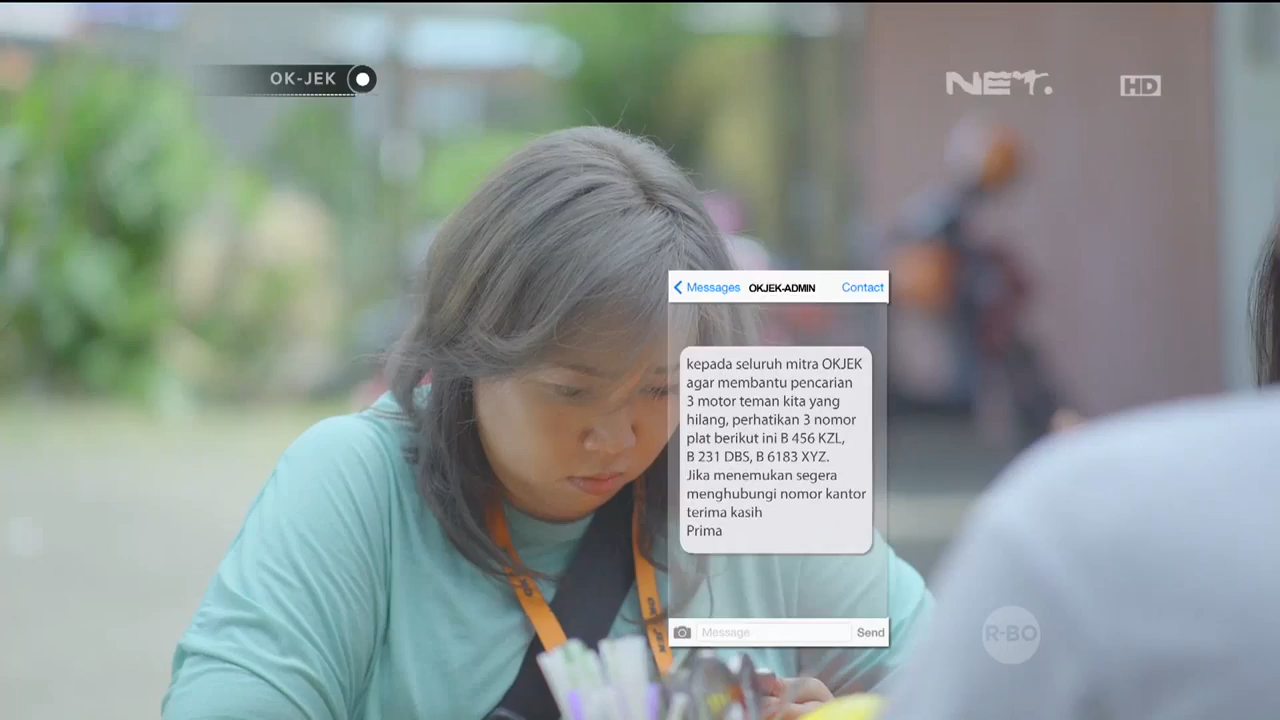 OK-JEK
NET.
HD
Messages OKJEK-ADMIN Contact
kepada seluruh mitra OKJEK
agar membantu pencarian
3 motor teman kita yang
hilang, perhatikan 3 nomor
plat berikut ini B 456 KZL,
B 231 DBS, B 6183 XYZ.
Jika menemukan segera
menghubungi nomor kantor
terima kasih
Prima
Message Send
R-BO